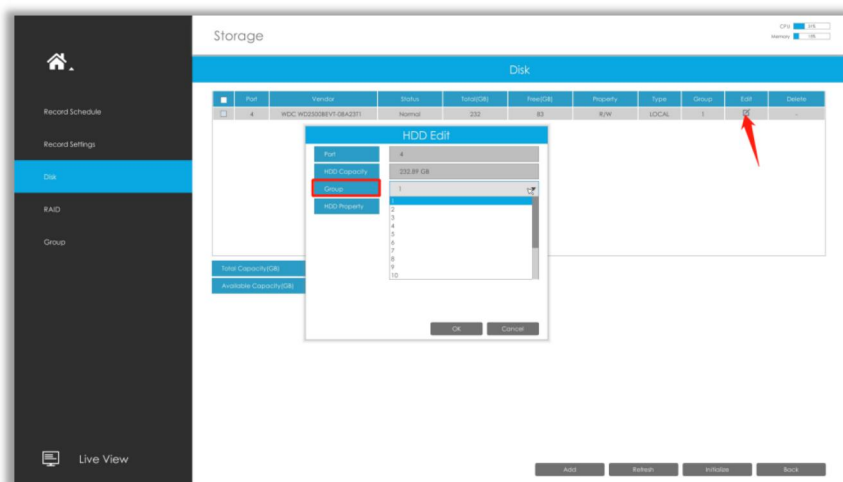 Storage
CPU
Memory
Disk
Record Schedule
Record Settings
Disk
RAID
Group
Live View
Port Vendor Status Total(GB) Free(GB) Property Type Group Edit Delete
4 Normal 232 83 R/W LOCAL 1 -
HDD Edit
Port 4
HDD Capacity 232.89 GB
Group 1
HDD Property
1
2
3
4
5
6
7
8
9
10
Total Capacity(GB)
Available Capacity(GB)
OK Cancel
Add Refresh Initialize Back